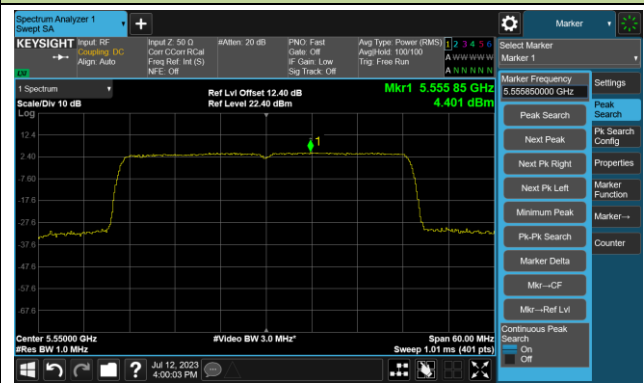 Spectrum Analyzer 1
Swept SA
Marker
KEYSIGHT
Input: RF
Coupling: DC
Align: Auto
Input Z: 50 Ω
Corr CCorr RCal
Freq Ref: Int (S)
NFE: Off
#Atten: 20 dB
PNO: Fast
Gate: Off
IF Gain: Low
Sig Track: Off
Avg Type: Power (RMS)
Avg|Hold: 100/100
Trig: Free Run
1 2 3 4 5 6
A W W W W W
A N N N N N
Select Marker
Marker 1
1 Spectrum
Scale/Div 10 dB
Log
Ref Lvl Offset 12.40 dB
Ref Level 22.40 dBm
Mkr1 5.555 85 GHz
4.401 dBm
1
12.4
2.40
-7.60
-17.6
-27.6
-37.6
-47.6
-57.6
-67.6
Center 5.55000 GHz
#Res BW 1.0 MHz
#Video BW 3.0 MHz*
Span 60.00 MHz
Sweep 1.01 ms (401 pts)
Marker Frequency
5.555850000 GHz
Peak Search
Next Peak
Next Pk Right
Next Pk Left
Minimum Peak
Pk-Pk Search
Marker Delta
Mkr→CF
Mkr→Ref Lvl
Continuous Peak
Search
On
Off
Settings
Peak
Search
Pk Search
Config
Properties
Marker
Function
Marker→
Counter
Jul 12, 2023
4:00:03 PM